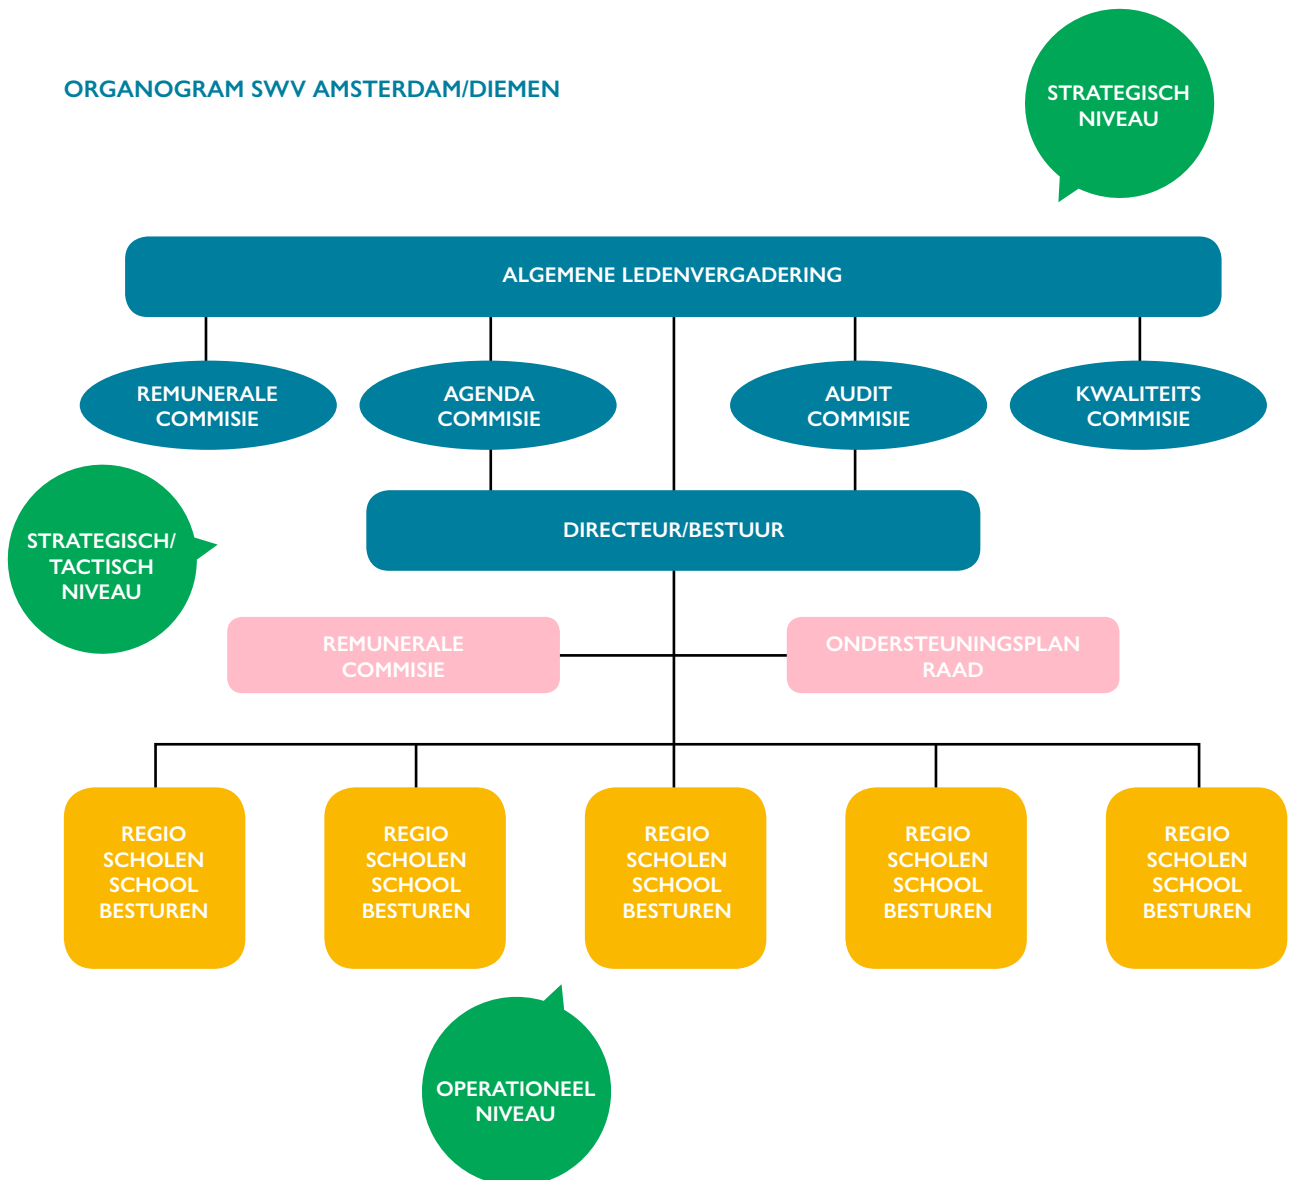 ORGANOGRAM SWV AMSTERDAM/DIEMEN
STRATEGISCH
NIVEAU
ALGEMENE LEDENVERGADERING
REMUNERALE
COMMISIE
AGENDA
COMMISIE
AUDIT
COMMISIE
KWALITEITS
COMMISIE
DIRECTEUR/BESTUUR
STRATEGISCH/
TACTISCH
NIVEAU
REMUNERALE
COMMISIE
ONDERSTEUNINGSPLAN
RAAD
REGIO
SCHOLEN
SCHOOL
BESTUREN
REGIO
SCHOLEN
SCHOOL
BESTUREN
REGIO
SCHOLEN
SCHOOL
BESTUREN
REGIO
SCHOLEN
SCHOOL
BESTUREN
REGIO
SCHOLEN
SCHOOL
BESTUREN
OPERATIONEEL
NIVEAU